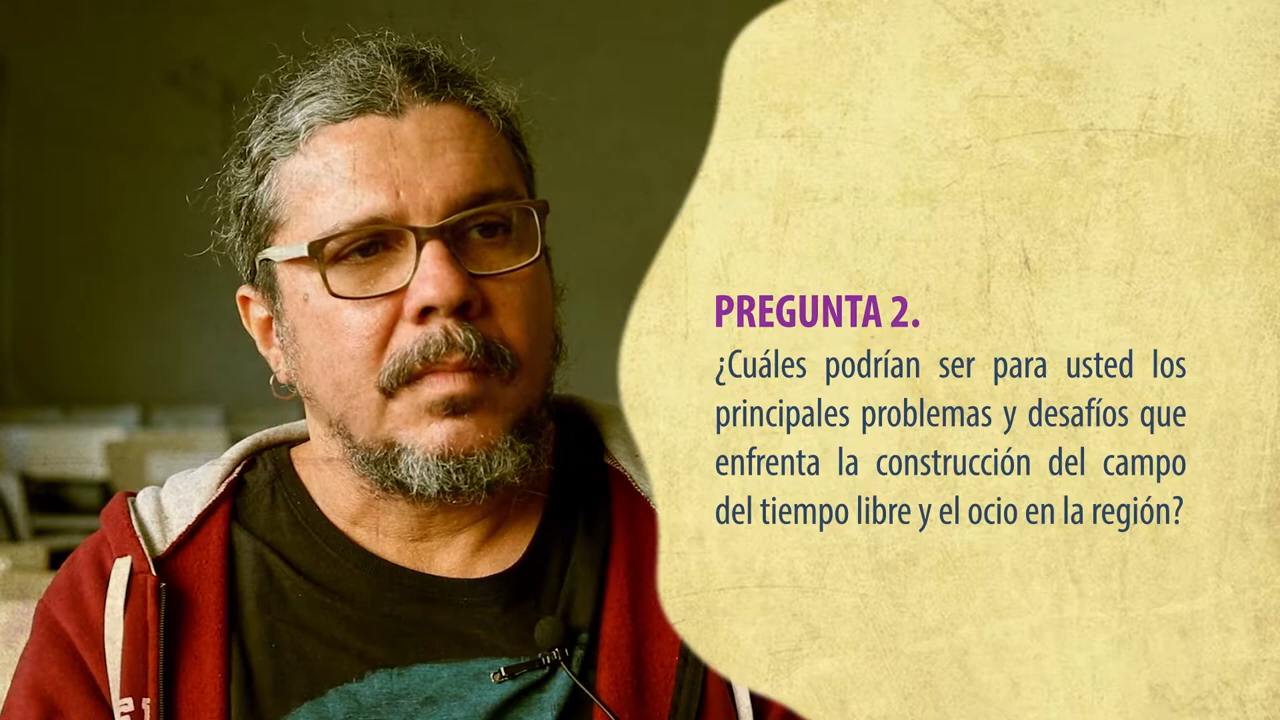 PREGUNTA 2.
¿Cuáles podrían ser para usted los
principales problemas y desafíos que
enfrenta la construcción del campo
del tiempo libre y el ocio en la región?